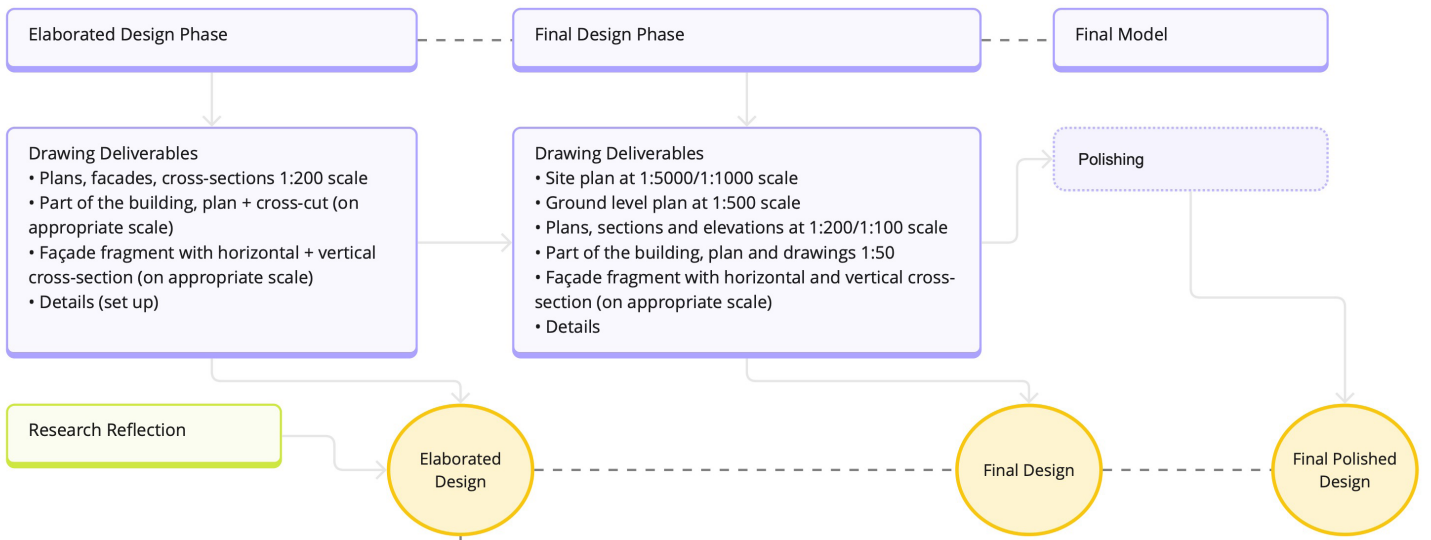 Elaborated Design Phase
Final Design Phase
Final Model
Drawing Deliverables
• Plans, facades, cross-sections 1:200 scale
• Part of the building, plan + cross-cut (on
appropriate scale)
• Façade fragment with horizontal + vertical
cross-section (on appropriate scale)
• Details (set up)
Drawing Deliverables
• Site plan at 1:5000/1:1000 scale
• Ground level plan at 1:500 scale
• Plans, sections and elevations at 1:200/1:100 scale
• Part of the building, plan and drawings 1:50
• Façade fragment with horizontal and vertical cross-
section (on appropriate scale)
• Details
Polishing
Research Reflection
Elaborated
Design
Final Design
Final Polished
Design